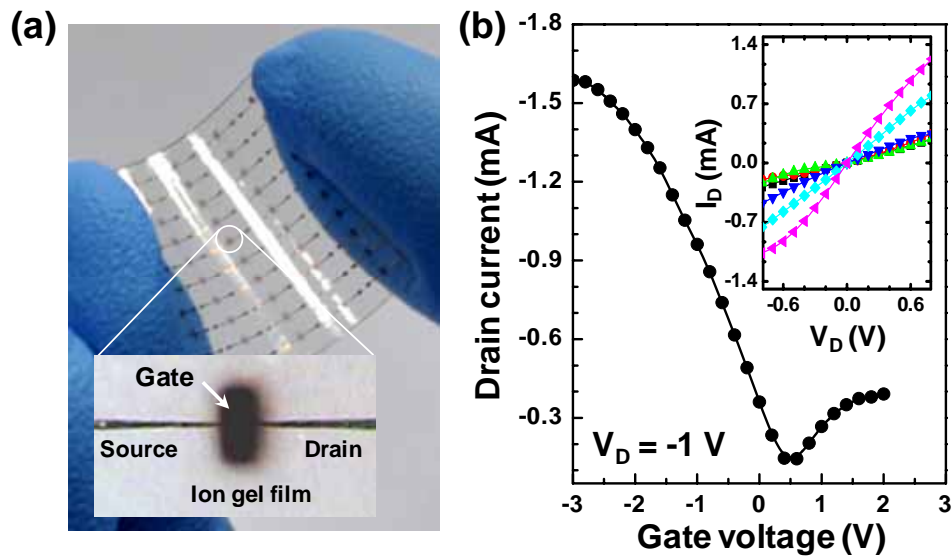 (a)
Gate
Source
Drain
Ion gel film
(b)
Drain current (mA)
-1.8
-1.5
-1.2
-0.9
-0.6
-0.3
-3
-2
-1
0
1
2
3
Gate voltage (V)
V_D = -1 V
I_D (mA)
1.4
0.7
0.0
-0.7
-1.4
-0.6
0.0
0.6
V_D (V)